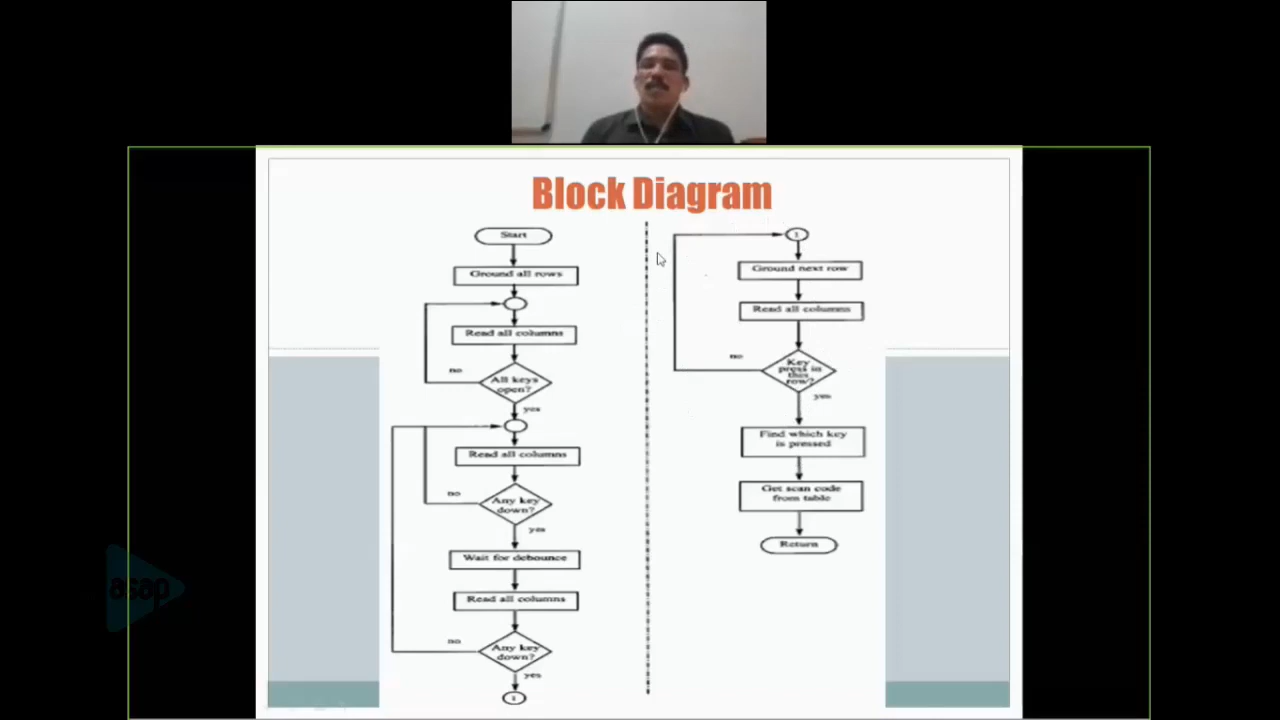 Block Diagram
Start
Ground all rows
Read all columns
no
All keys
open?
yes
Read all columns
no
Any key
down?
yes
Wait for debounce
Read all columns
no
Any key
down?
yes
1
1
Ground next row
Read all columns
no
Key
press in
this
row?
yes
Find which key
is pressed
Get scan code
from table
Return
asap